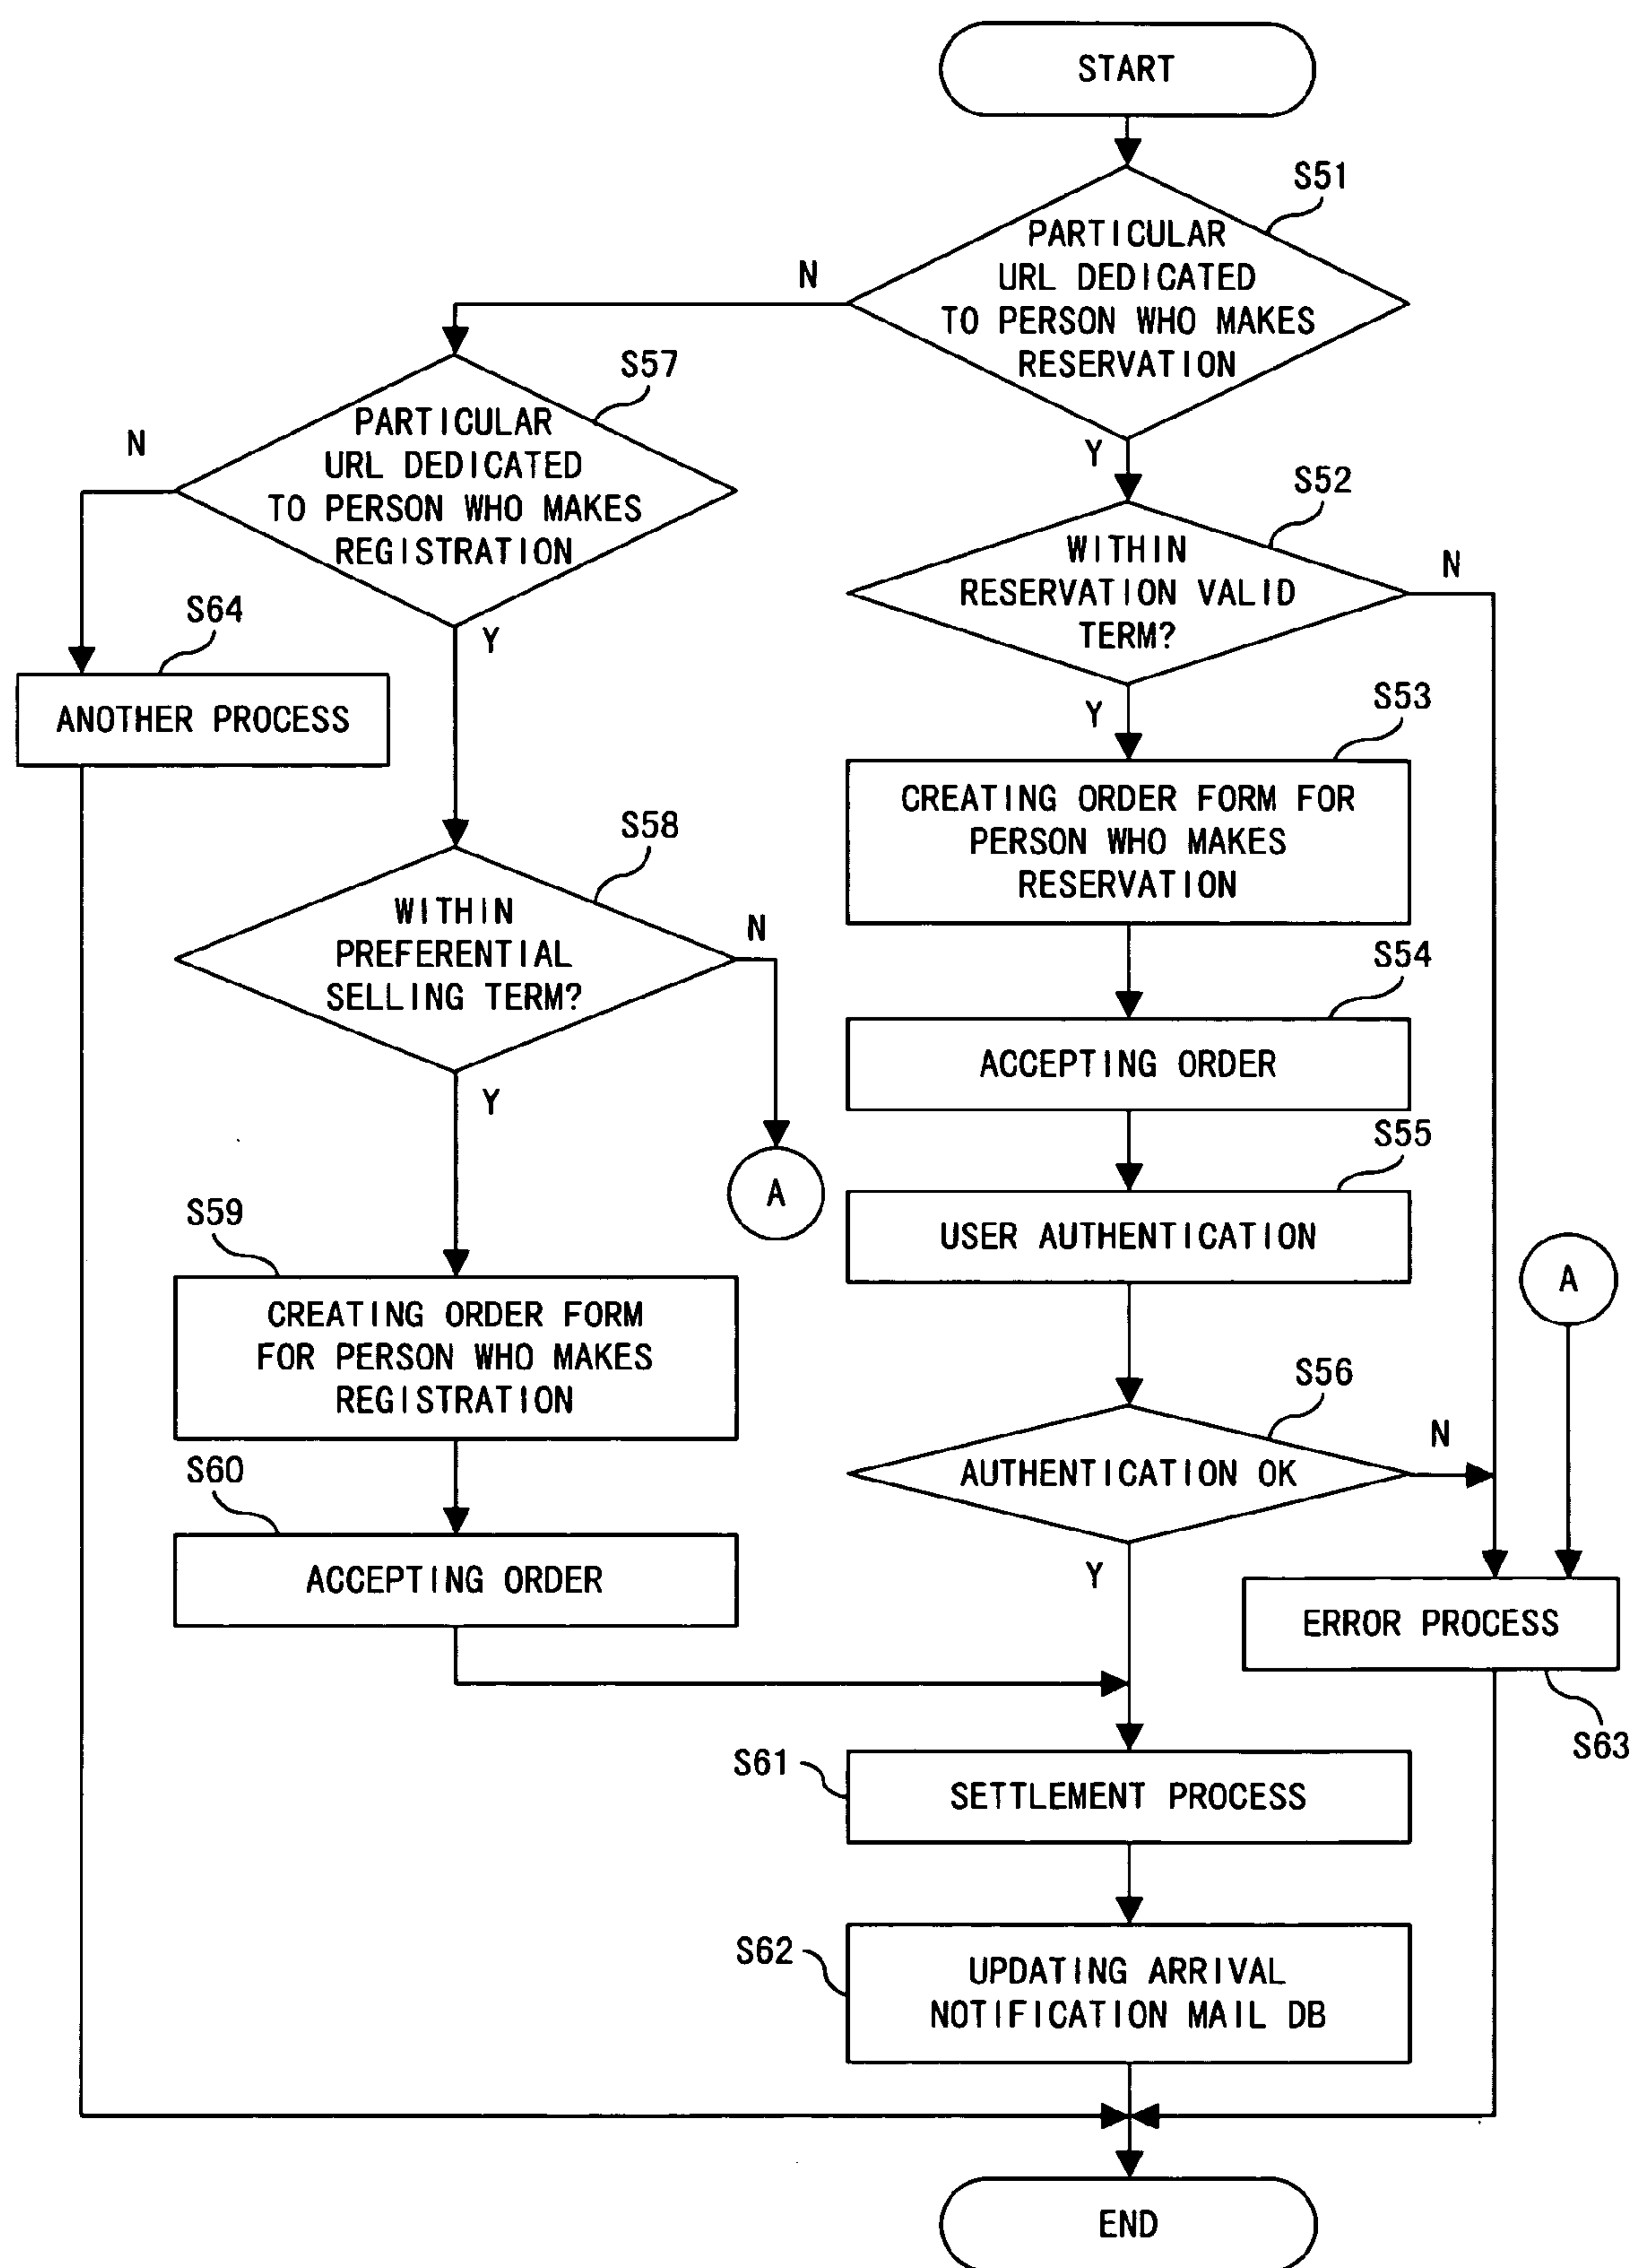 START
S51
PARTICULAR
URL DEDICATED
TO PERSON WHO MAKES
RESERVATION
N
Y
S57
PARTICULAR
URL DEDICATED
TO PERSON WHO MAKES
REGISTRATION
N
Y
S52
WITHIN
RESERVATION VALID
TERM?
N
Y
S64
ANOTHER PROCESS
S53
CREATING ORDER FORM FOR
PERSON WHO MAKES
RESERVATION
S58
WITHIN
PREFERENTIAL
SELLING TERM?
N
Y
A
S54
ACCEPTING ORDER
S55
USER AUTHENTICATION
A
S59
CREATING ORDER FORM
FOR PERSON WHO MAKES
REGISTRATION
S56
AUTHENTICATION OK
N
Y
S60
ACCEPTING ORDER
ERROR PROCESS
S63
S61
SETTLEMENT PROCESS
S62
UPDATING ARRIVAL
NOTIFICATION MAIL DB
END